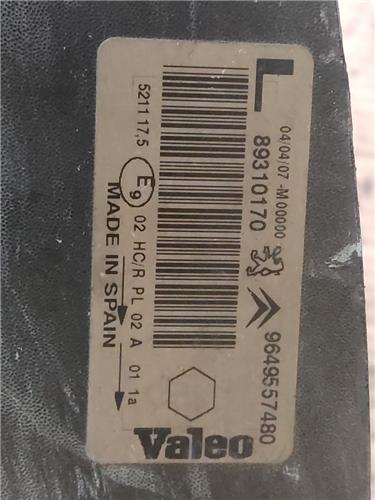 L
04/04/07 -M00000
89310170
9649557480
521117,5
E9
02 HC/R PL 02 A 01 1a
MADE IN SPAIN
Valeo